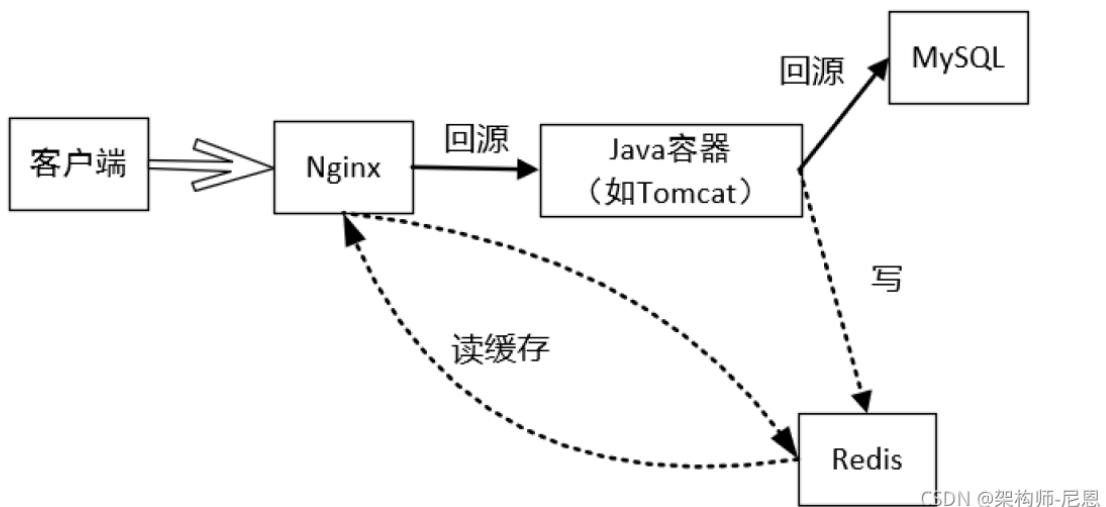 MySQL
回源
客户端
Nginx
回源
Java容器
（如Tomcat）
写
读缓存
Redis
CSDN @架构师-尼恩